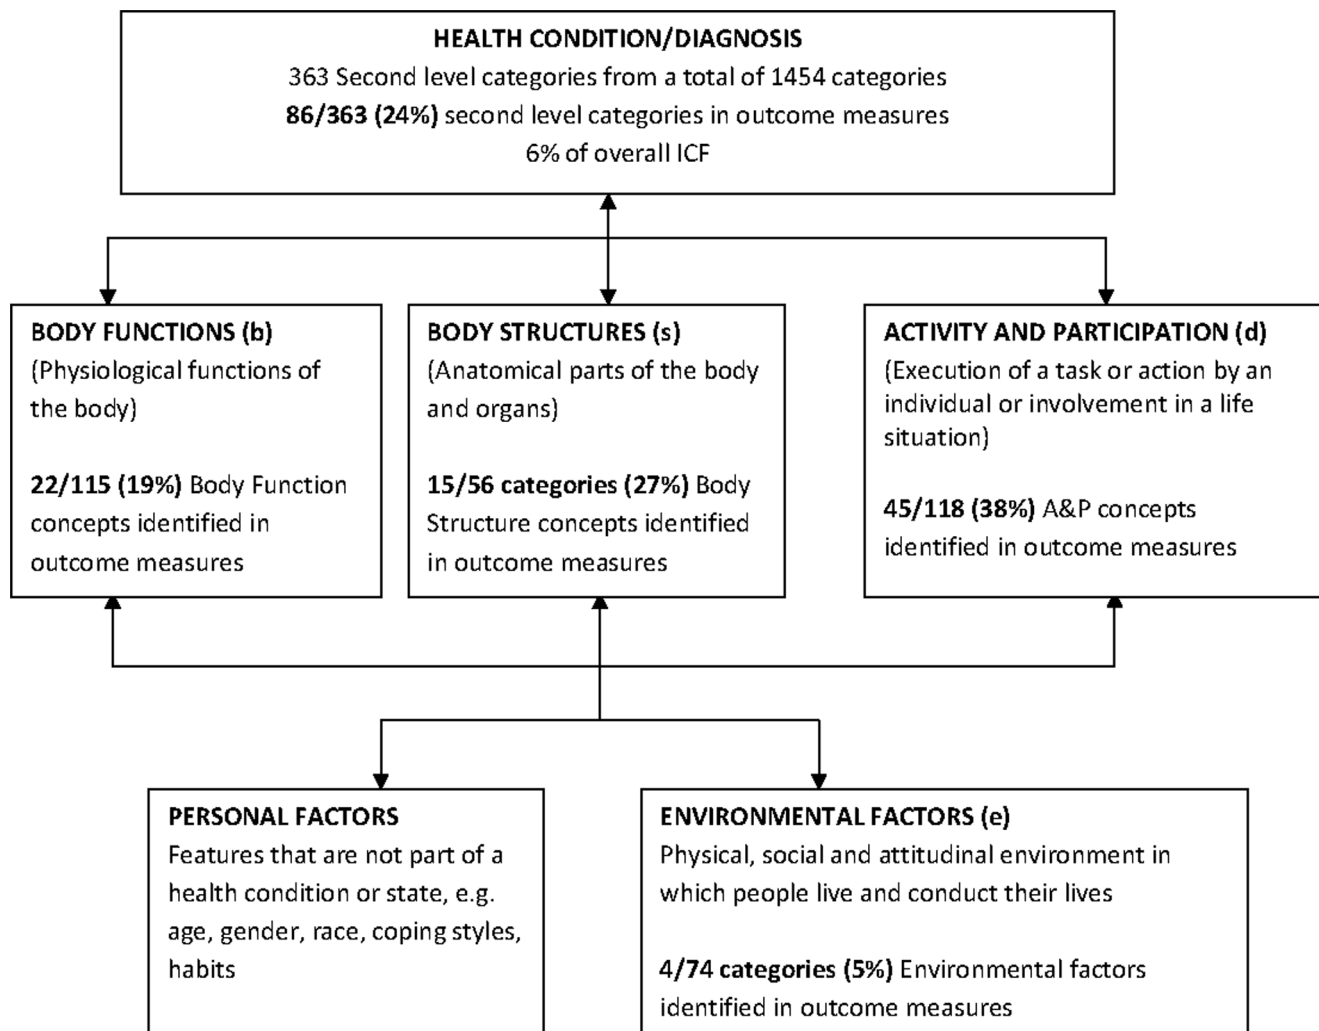 HEALTH CONDITION/DIAGNOSIS
363 Second level categories from a total of 1454 categories
86/363 (24%) second level categories in outcome measures
6% of overall ICF
BODY FUNCTIONS (b)
(Physiological functions of
the body)
22/115 (19%) Body Function
concepts identified in
outcome measures
BODY STRUCTURES (s)
(Anatomical parts of the body
and organs)
15/56 categories (27%) Body
Structure concepts identified
in outcome measures
ACTIVITY AND PARTICIPATION (d)
(Execution of a task or action by an
individual or involvement in a life
situation)
45/118 (38%) A&P concepts
identified in outcome measures
PERSONAL FACTORS
Features that are not part of a
health condition or state, e.g.
age, gender, race, coping styles,
habits
ENVIRONMENTAL FACTORS (e)
Physical, social and attitudinal environment in
which people live and conduct their lives
4/74 categories (5%) Environmental factors
identified in outcome measures